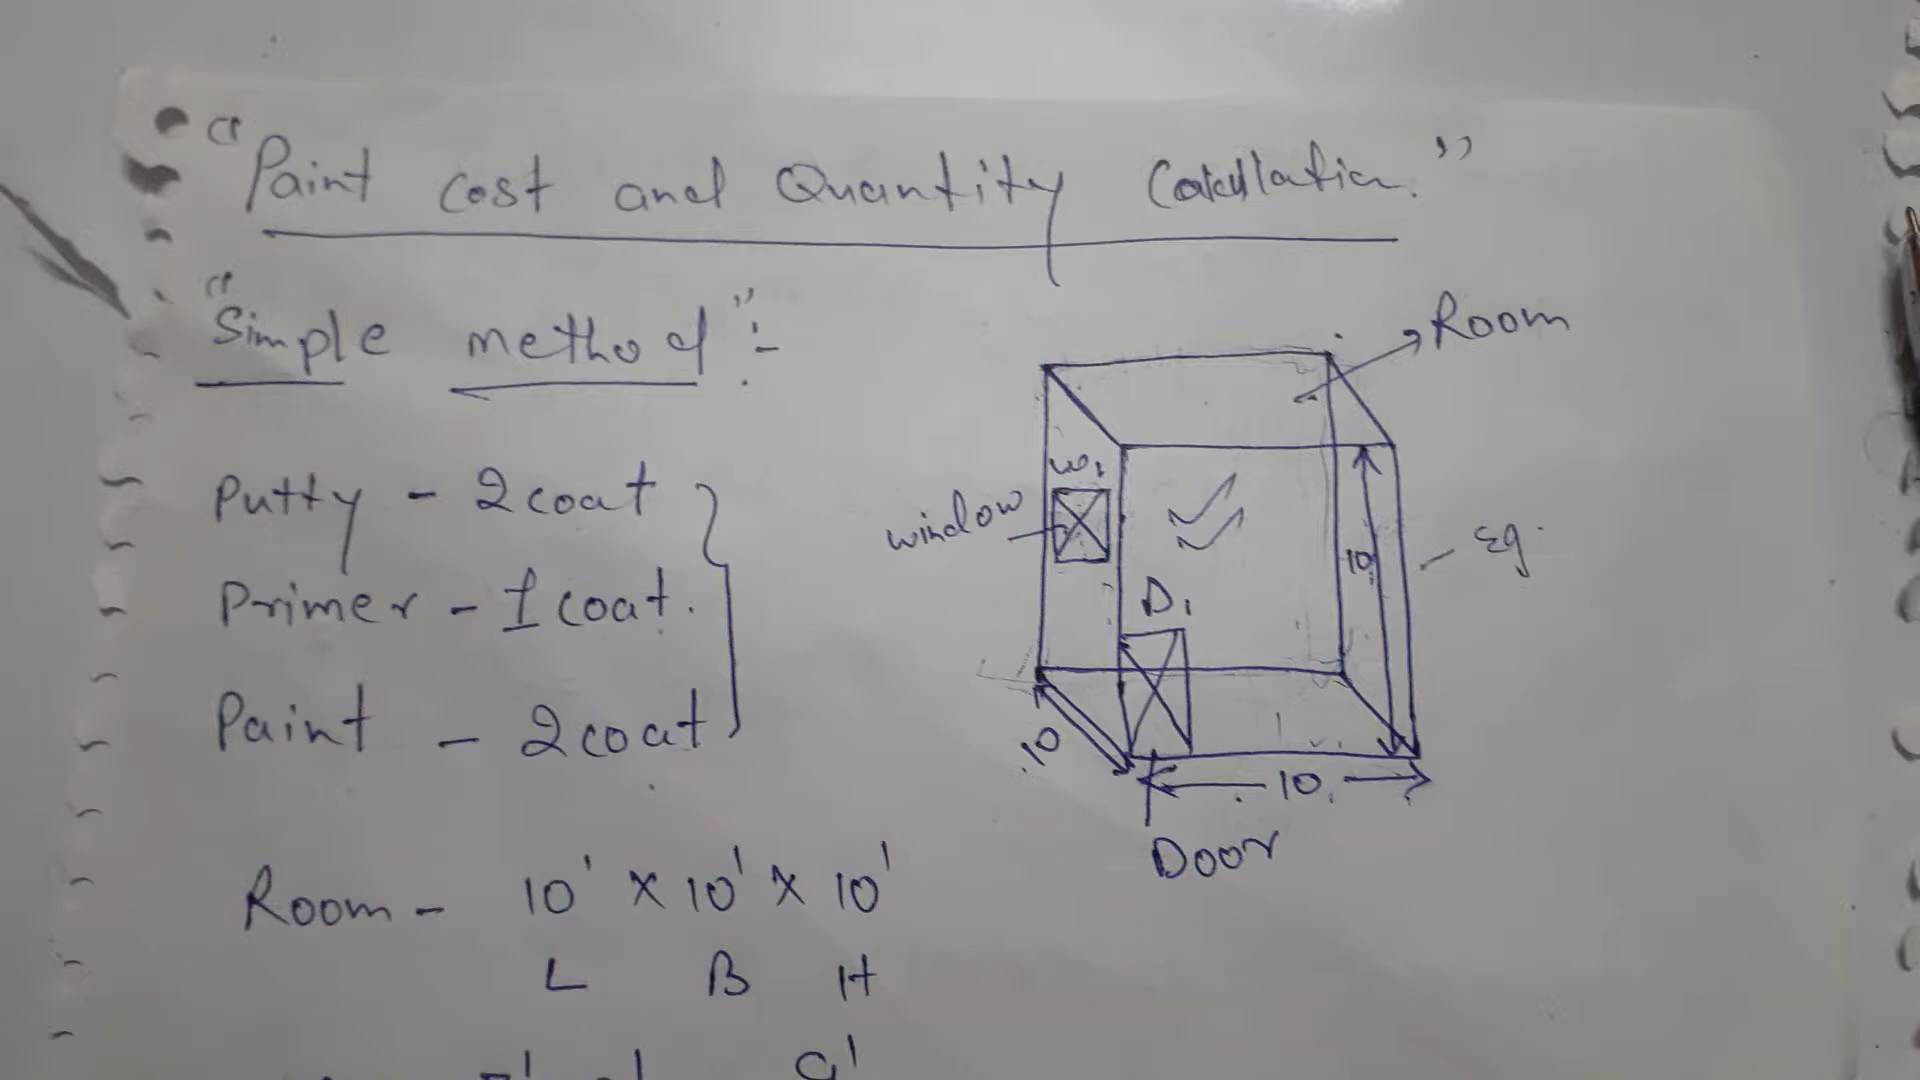 "Paint cost and Quantity Calculation."
"Simple method":-
Putty - 2 coat
Primer - 1 coat.
Paint - 2 coat
Room - 10' x 10' x 10'
L B H
Room
W1
window
D1
10
Eg.
10
10
Door